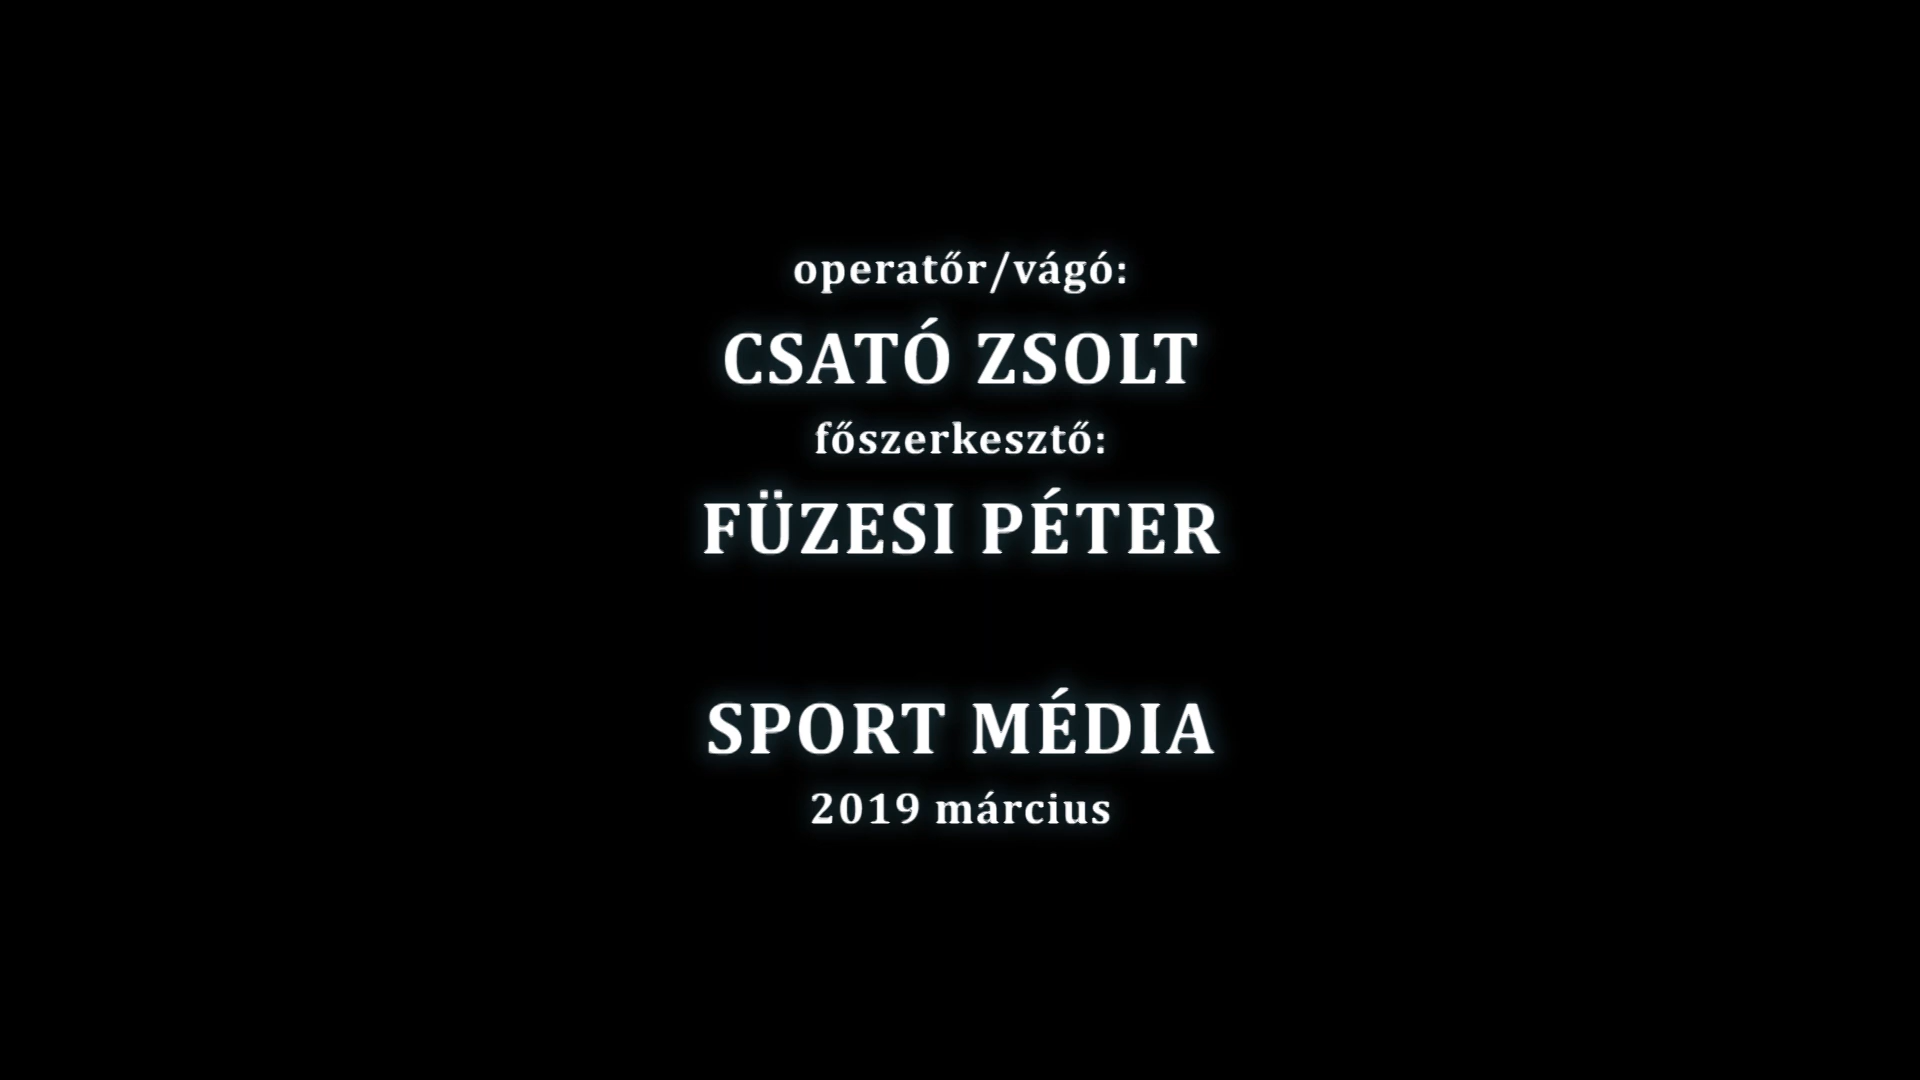 operatőr/vágó:
CSATÓ ZSOLT
főszerkesztő:
FÜZESI PÉTER
SPORT MÉDIA
2019 március